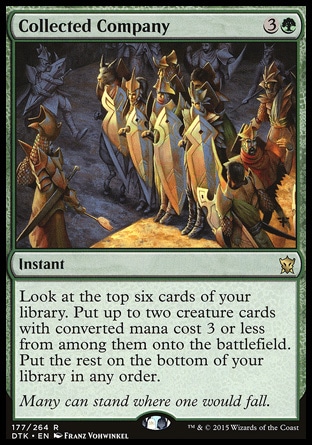 Collected Company 3
Instant
Look at the top six cards of your
library. Put up to two creature cards
with converted mana cost 3 or less
from among them onto the battlefield.
Put the rest on the bottom of your
library in any order.
Many can stand where one would fall.
177/264 R
DTK • EN Franz Vohwinkel ™ & © 2015 Wizards of the Coast